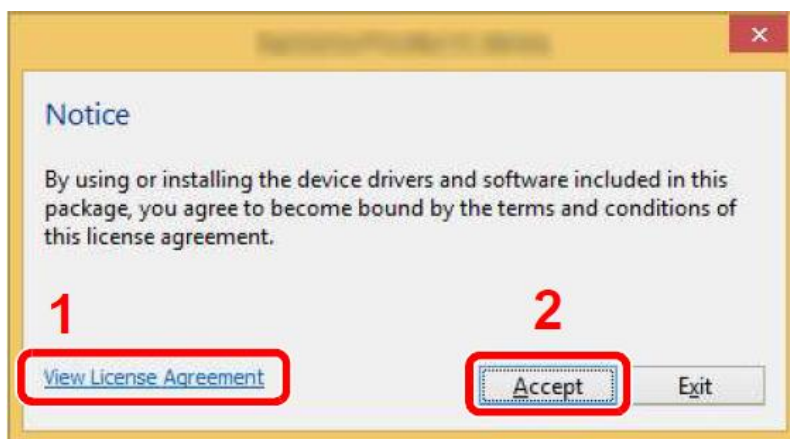 Notice
By using or installing the device drivers and software included in this
package, you agree to become bound by the terms and conditions of
this license agreement.
1
2
View License Agreement
Accept
Exit